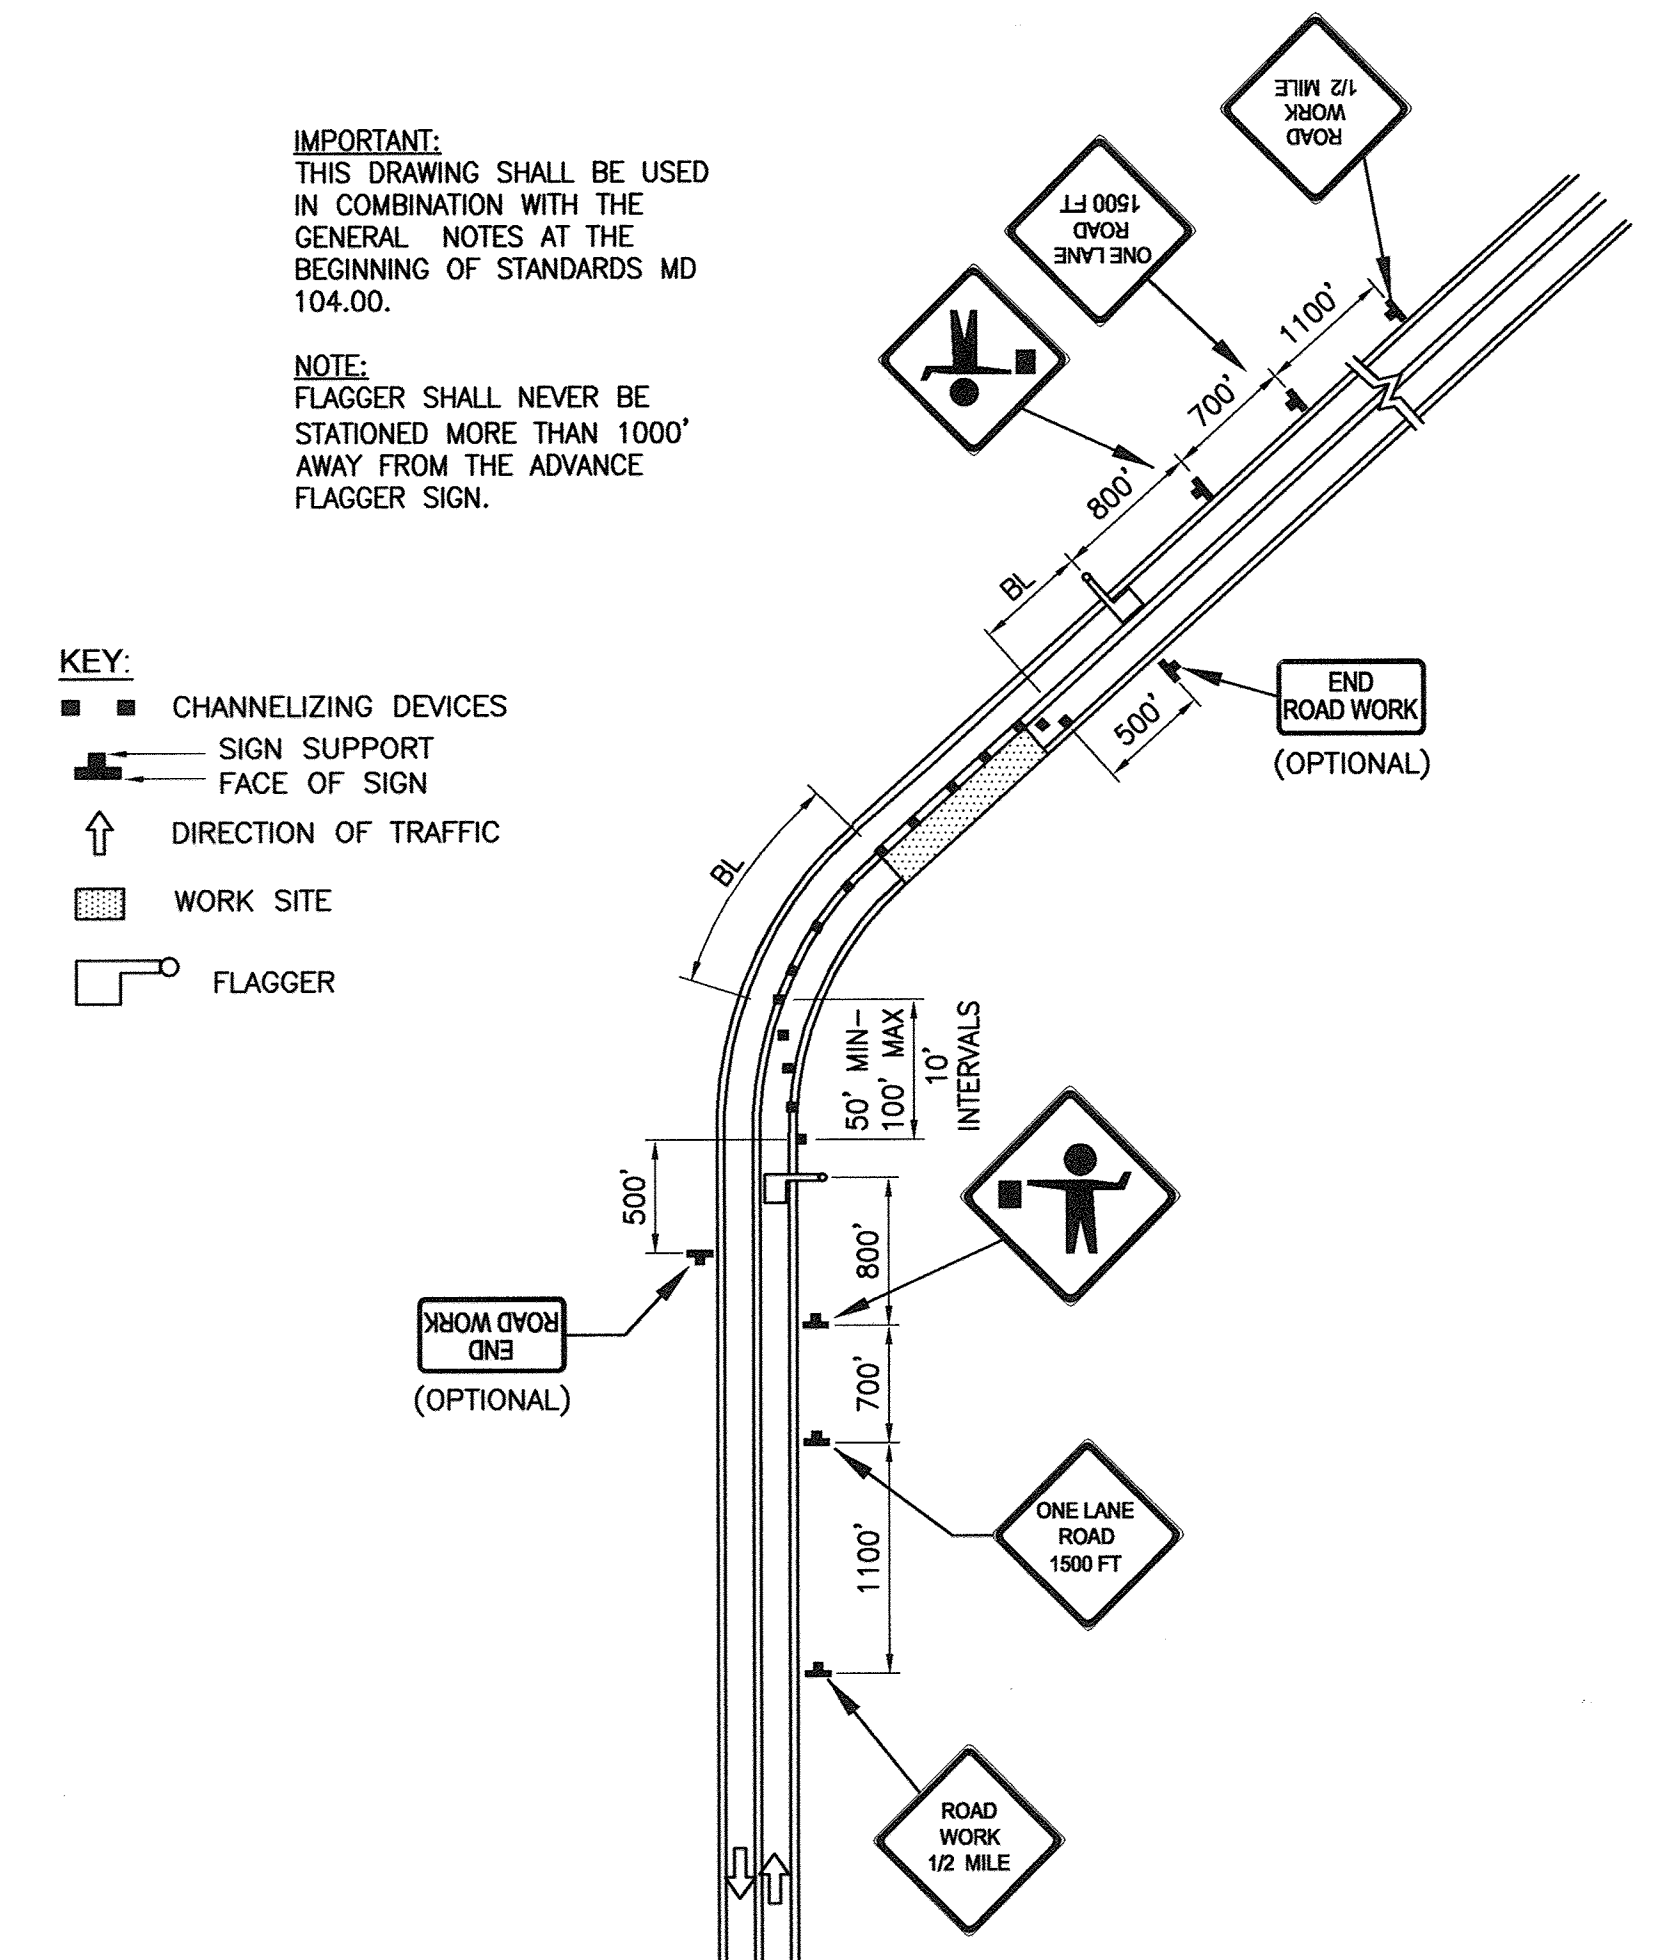 ROAD
WORK
1/2 MILE
IMPORTANT:
THIS DRAWING SHALL BE USED
IN COMBINATION WITH THE
GENERAL NOTES AT THE
BEGINNING OF STANDARDS MD
104.00.
ONE LANE
ROAD
1500 FT
NOTE:
FLAGGER SHALL NEVER BE
STATIONED MORE THAN 1000'
AWAY FROM THE ADVANCE
FLAGGER SIGN.
1100'
700'
800'
BL
KEY:
CHANNELIZING DEVICES
SIGN SUPPORT
FACE OF SIGN
DIRECTION OF TRAFFIC
WORK SITE
FLAGGER
END
ROAD WORK
(OPTIONAL)
500'
BL
50' MIN-
100' MAX
10'
INTERVALS
500'
800'
END
ROAD WORK
(OPTIONAL)
700'
1100'
ONE LANE
ROAD
1500 FT
ROAD
WORK
1/2 MILE